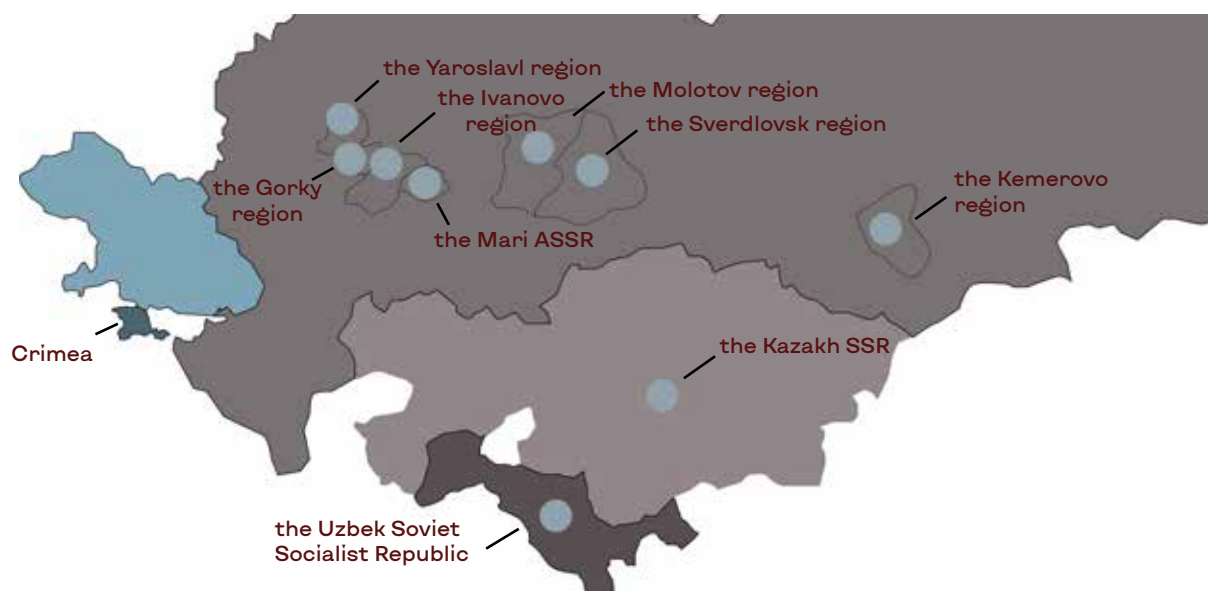 the Yaroslavl region
the Ivanovo
region
the Molotov region
the Sverdlovsk region
the Gorky
region
the Mari ASSR
the Kemerovo
region
Crimea
the Kazakh SSR
the Uzbek Soviet
Socialist Republic